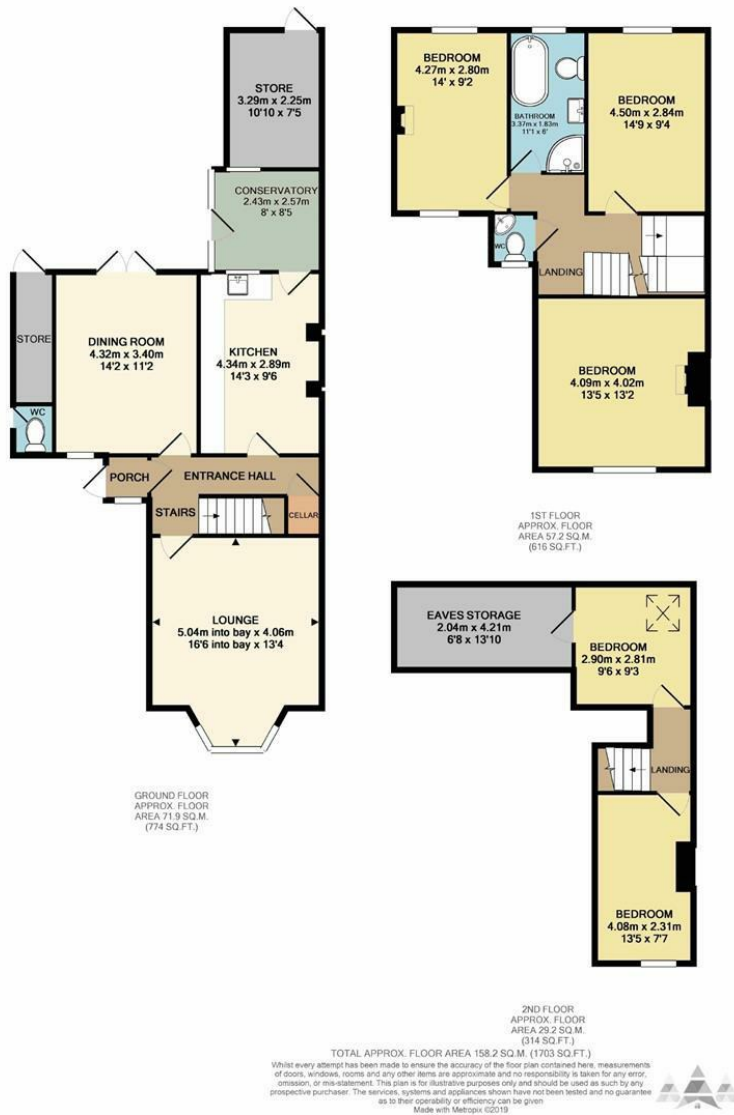 STORE
3.29m x 2.25m
10'10 x 7'5
CONSERVATORY
2.43m x 2.57m
8' x 8'5
STORE
DINING ROOM
4.32m x 3.40m
14'2 x 11'2
KITCHEN
4.34m x 2.89m
14'3 x 9'6
WC
PORCH
ENTRANCE HALL
STAIRS
CELLAR
LOUNGE
5.04m into bay x 4.06m
16'6 into bay x 13'4
GROUND FLOOR
APPROX. FLOOR
AREA 71.9 SQ.M.
(774 SQ.FT.)
BEDROOM
4.27m x 2.80m
14' x 9'2
BATHROOM
3.37m x 1.83m
11'1 x 6'
BEDROOM
4.50m x 2.84m
14'9 x 9'4
WC
LANDING
BEDROOM
4.09m x 4.02m
13'5 x 13'2
1ST FLOOR
APPROX. FLOOR
AREA 57.2 SQ.M.
(616 SQ.FT.)
EAVES STORAGE
2.04m x 4.21m
6'8 x 13'10
BEDROOM
2.90m x 2.81m
9'6 x 9'3
LANDING
BEDROOM
4.08m x 2.31m
13'5 x 7'7
2ND FLOOR
APPROX. FLOOR
AREA 29.2 SQ.M.
(314 SQ.FT.)
TOTAL APPROX. FLOOR AREA 158.2 SQ.M. (1703 SQ.FT.)
Whilst every attempt has been made to ensure the accuracy of the floor plan contained here, measurements
of doors, windows, rooms and any other items are approximate and no responsibility is taken for any error,
omission, or mis-statement. This plan is for illustrative purposes only and should be used as such by any
prospective purchaser. The services, systems and appliances shown have not been tested and no guarantee
as to their operability or efficiency can be given
Made with Metropix ©2019